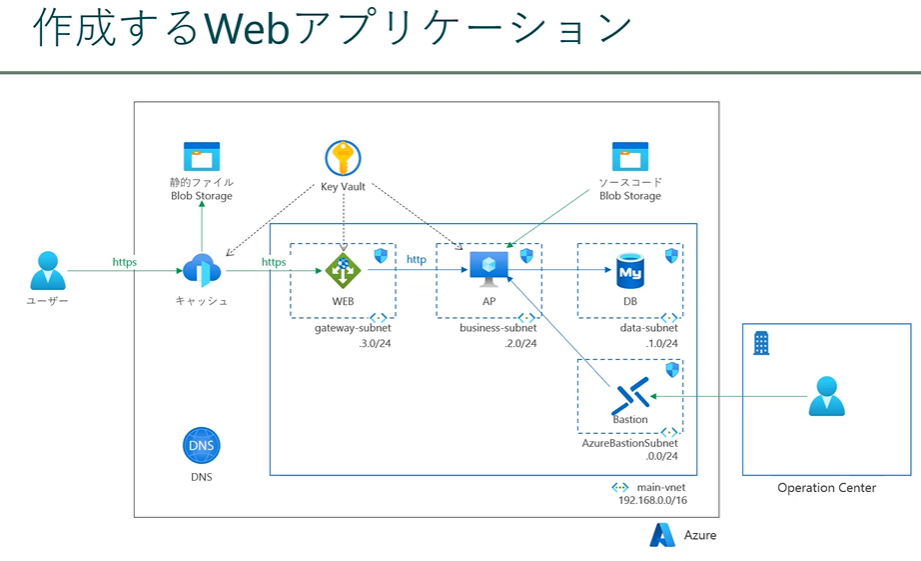 作成するWebアプリケーション
静的ファイル
Blob Storage
Key Vault
ソースコード
Blob Storage
https
https
http
My
ユーザー
キャッシュ
WEB
AP
DB
gateway-subnet
.3.0/24
business-subnet
.2.0/24
data-subnet
.1.0/24
Bastion
AzureBastionSubnet
.0.0/24
DNS
DNS
main-vnet
192.168.0.0/16
Operation Center
Azure